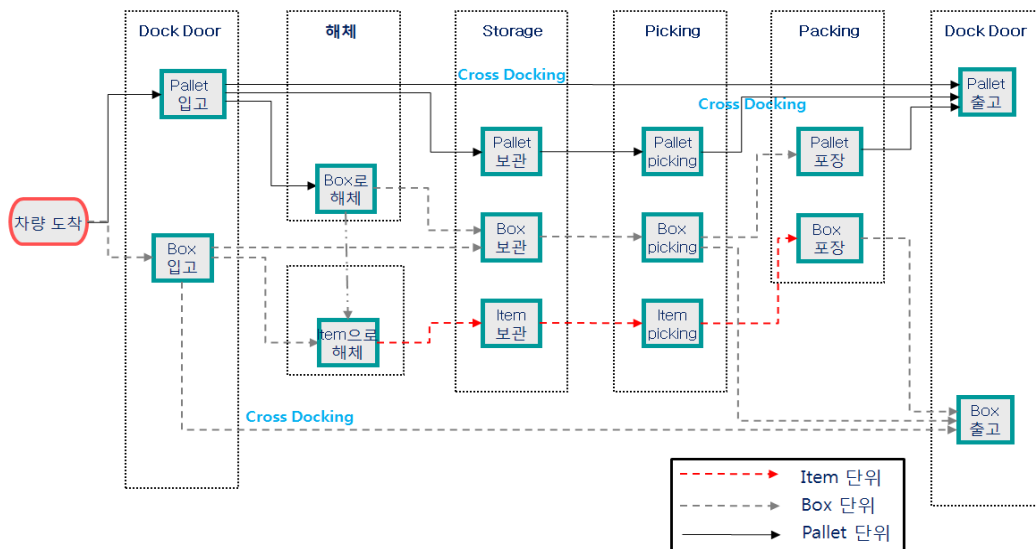 Dock Door
해체
Storage
Picking
Packing
Dock Door
Cross Docking
Pallet
입고
Pallet
출고
Cross Docking
Pallet
보관
Pallet
picking
Pallet
포장
Box로
해체
차량 도착
Box
입고
Box
보관
Box
picking
Box
포장
Item으로
해체
Item
보관
Item
picking
Cross Docking
Box
출고
Item 단위
Box 단위
Pallet 단위